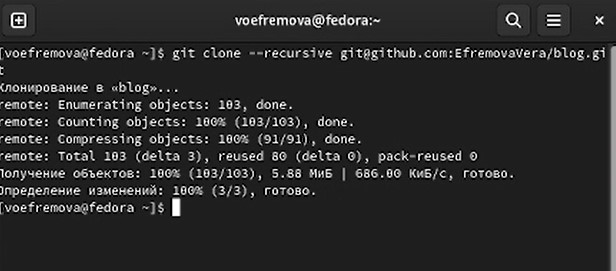 voefremova@fedora:~
[voefremova@fedora ~]$ git clone --recursive git@github.com:EfremovaVera/blog.gi
t
Клонирование в «blog»...
remote: Enumerating objects: 103, done.
remote: Counting objects: 100% (103/103), done.
remote: Compressing objects: 100% (91/91), done.
remote: Total 103 (delta 3), reused 80 (delta 0), pack-reused 0
Получение объектов: 100% (103/103), 5.88 МиБ | 686.00 КиБ/с, готово.
Определение изменений: 100% (3/3), готово.
[voefremova@fedora ~]$